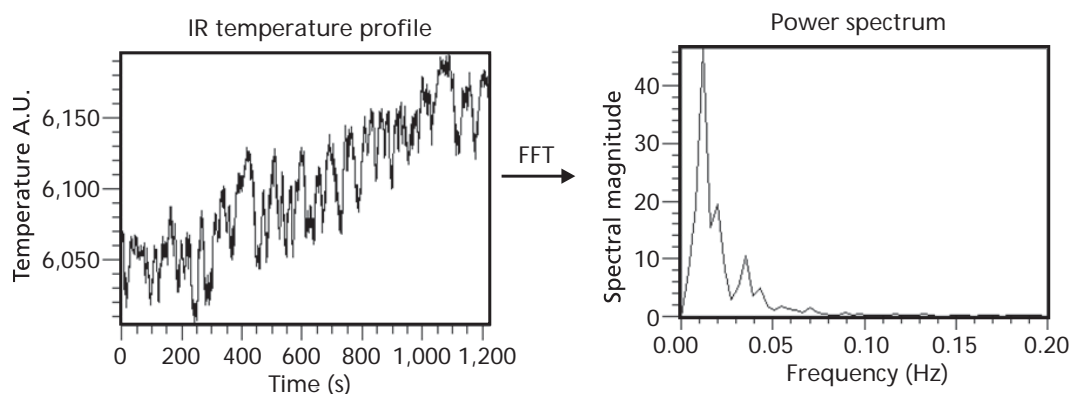 IR temperature profile
Temperature A.U.
6,150
6,100
6,050
0 200 400 600 800 1,000 1,200
Time (s)
FFT
Power spectrum
Spectral magnitude
40
30
20
10
0
0.00 0.05 0.10 0.15 0.20
Frequency (Hz)